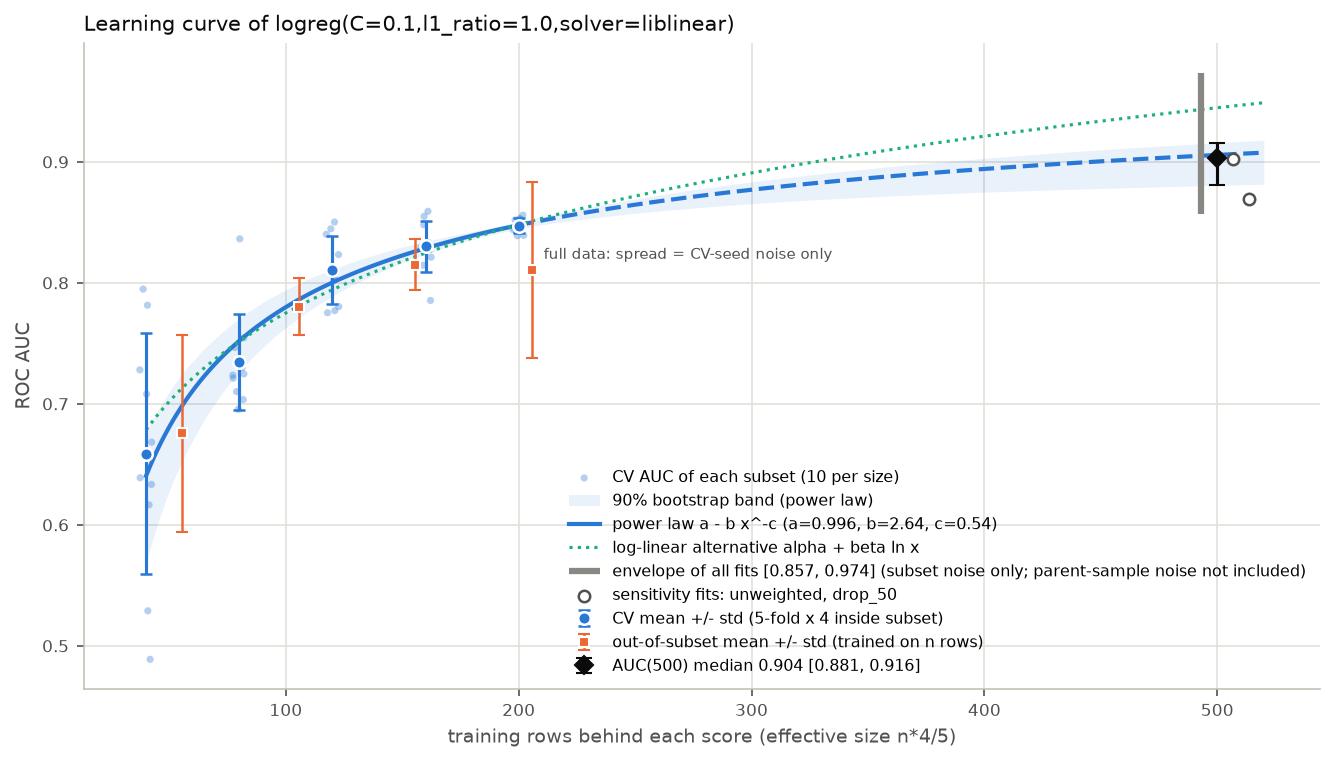 Learning curve of logreg(C=0.1,l1_ratio=1.0,solver=liblinear)
ROC AUC
0.9
0.8
0.7
0.6
0.5
full data: spread = CV-seed noise only
CV AUC of each subset (10 per size)
90% bootstrap band (power law)
power law a - b x^-c (a=0.996, b=2.64, c=0.54)
log-linear alternative alpha + beta ln x
envelope of all fits [0.857, 0.974] (subset noise only; parent-sample noise not included)
sensitivity fits: unweighted, drop_50
CV mean +/- std (5-fold x 4 inside subset)
out-of-subset mean +/- std (trained on n rows)
AUC(500) median 0.904 [0.881, 0.916]
100 200 300 400 500
training rows behind each score (effective size n*4/5)